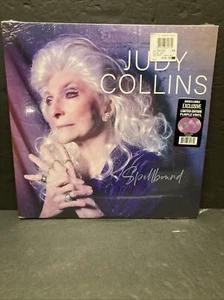 JUDY
COLLINS
Spellbound
EXCLUSIVE
LIMITED EDITION
PURPLE VINYL